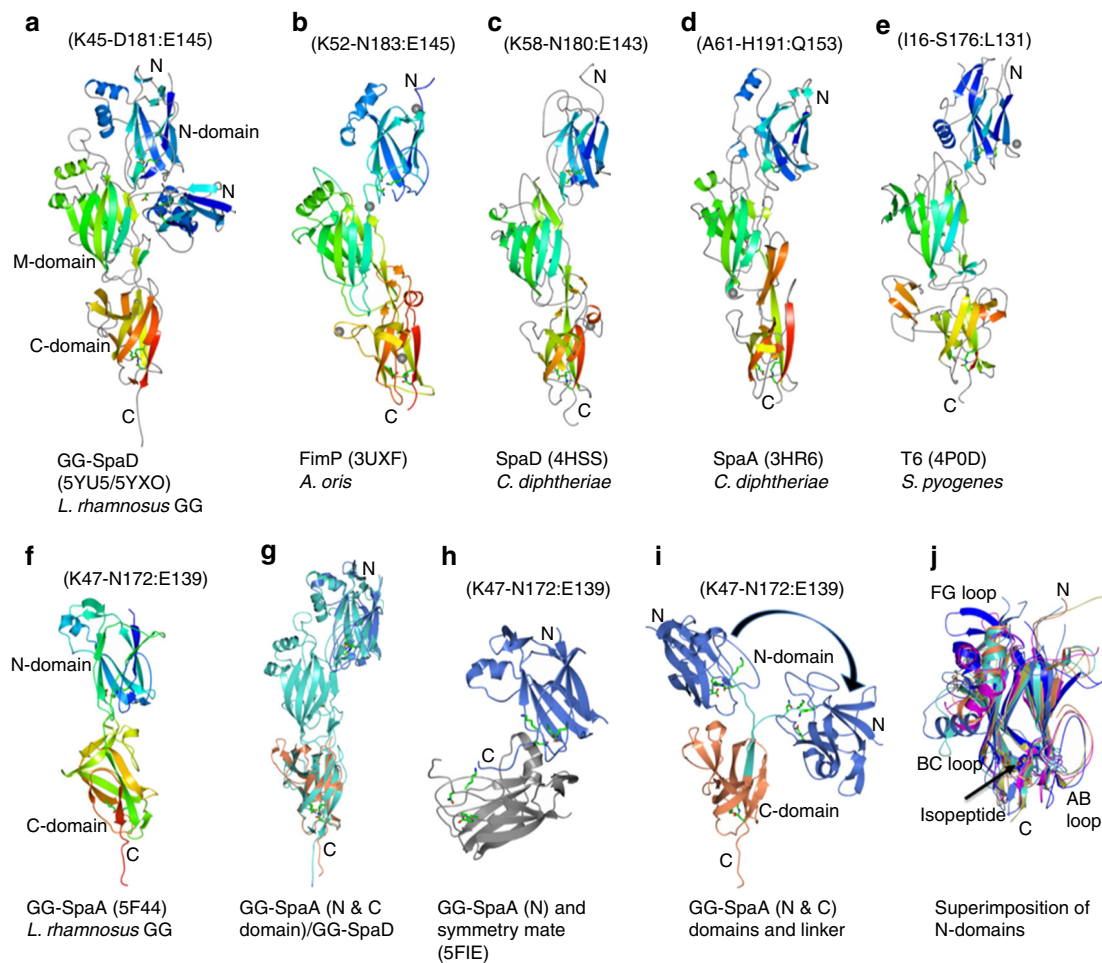 a
(K45-D181:E145)
N
N-domain
N
M-domain
C-domain
C
GG-SpaD
(5YU5/5YXO)
L. rhamnosus GG
b
(K52-N183:E145)
N
C
FimP (3UXF)
A. oris
c
(K58-N180:E143)
N
C
SpaD (4HSS)
C. diphtheriae
d
(A61-H191:Q153)
N
C
SpaA (3HR6)
C. diphtheriae
e
(I16-S176:L131)
N
C
T6 (4P0D)
S. pyogenes
f
(K47-N172:E139)
N-domain
C-domain
C
GG-SpaA (5F44)
L. rhamnosus GG
g
N
GG-SpaA (N & C
domain)/GG-SpaD
h
(K47-N172:E139)
N
C
GG-SpaA (N) and
symmetry mate
(5FIE)
i
(K47-N172:E139)
N
N-domain
N
C-domain
C
GG-SpaA (N & C)
domains and linker
j
FG loop
N
BC loop
Isopeptide
AB
loop
C
Superimposition of
N-domains